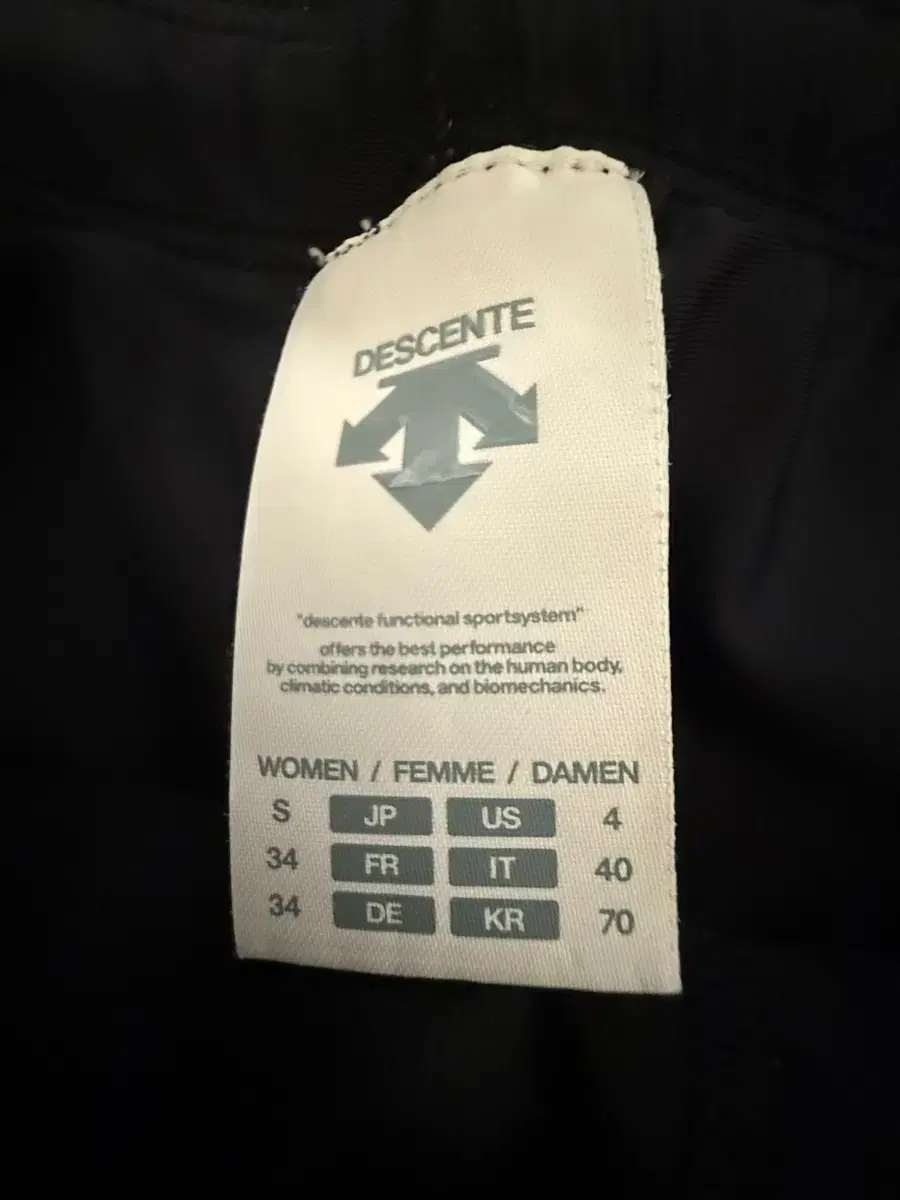 DESCENTE
"descente functional sportsystem"
offers the best performance
by combining research on the human body,
climatic conditions, and biomechanics.
WOMEN / FEMME / DAMEN
S JP US 4
34 FR IT 40
34 DE KR 70